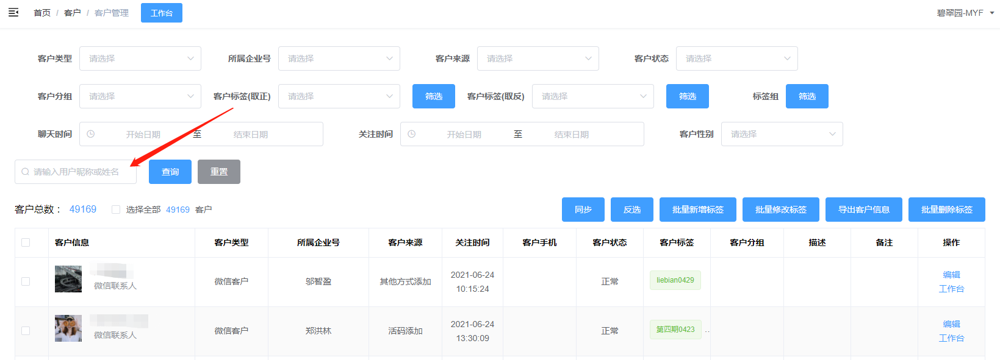 首页 / 客户 / 客户管理 工作台 碧翠园-MYF
客户类型 请选择 所属企业号 请选择 客户来源 请选择 客户状态 请选择
客户分组 请选择 客户标签(取正) 请选择 筛选 客户标签(取反) 请选择 筛选 标签组 筛选
聊天时间 开始日期 至 结束日期 关注时间 开始日期 至 结束日期 客户性别 请选择
请输入用户昵称或姓名 查询 重置
客户总数： 49169 选择全部 49169 客户 同步 反选 批量新增标签 批量修改标签 导出客户信息 批量删除标签
客户信息 客户类型 所属企业号 客户来源 关注时间 客户手机 客户状态 客户标签 客户分组 描述 备注 操作
微信联系人 微信客户 邬智盈 其他方式添加 2021-06-24 10:15:24 正常 liebian0429 编辑 工作台
微信联系人 微信客户 郑洪林 活码添加 2021-06-24 13:30:09 正常 第四期0423 .. 编辑 工作台